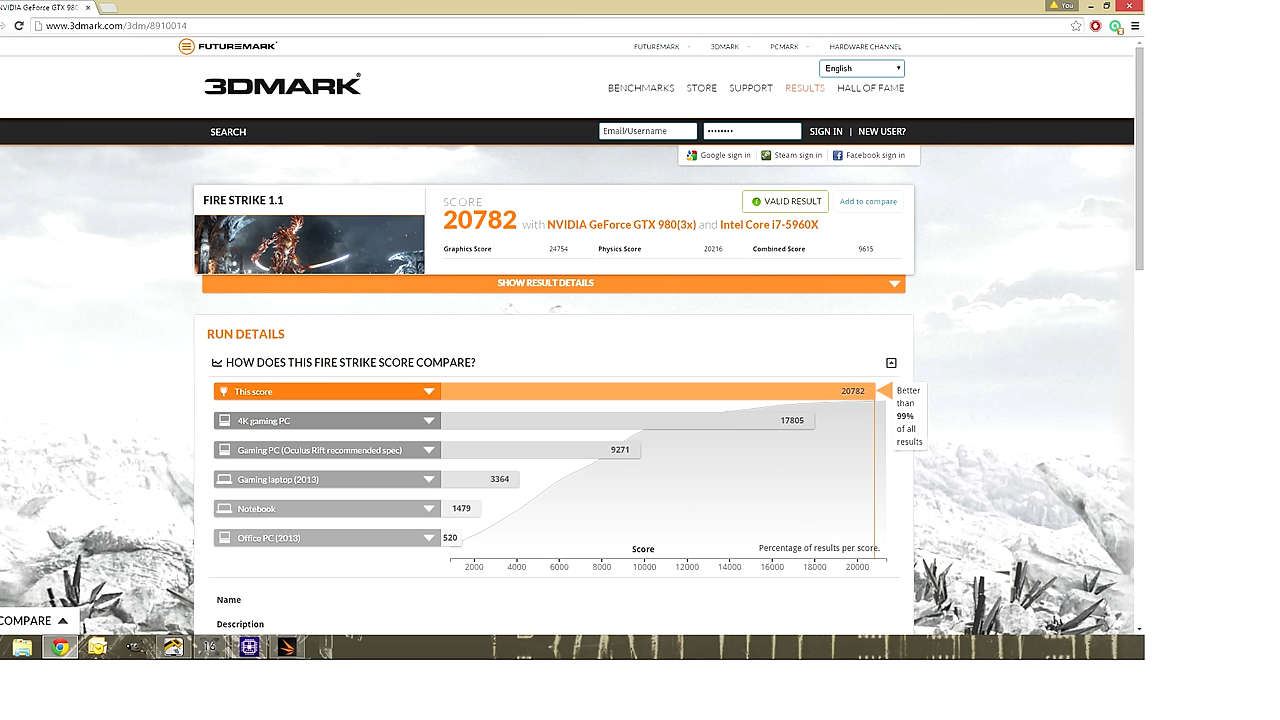 NVIDIA GeForce GTX 980
You
www.3dmark.com/3dm/8910014
FUTUREMARK
FUTUREMARK 3DMARK PCMARK HARDWARE CHANNEL
3DMARK®
English
BENCHMARKS STORE SUPPORT RESULTS HALL OF FAME
SEARCH
Email/Username •••••••• SIGN IN | NEW USER?
Google sign in Steam sign in Facebook sign in
FIRE STRIKE 1.1
SCORE
VALID RESULT Add to compare
20782 with NVIDIA GeForce GTX 980(3x) and Intel Core i7-5960X
Graphics Score 24754 Physics Score 20216 Combined Score 9615
SHOW RESULT DETAILS
RUN DETAILS
HOW DOES THIS FIRE STRIKE SCORE COMPARE?
This score 20782
Better
than
99%
of all
results
4K gaming PC 17805
Gaming PC (Oculus Rift recommended spec) 9271
Gaming laptop (2013) 3364
Notebook 1479
Office PC (2013) 520
Score Percentage of results per score.
2000 4000 6000 8000 10000 12000 14000 16000 18000 20000
Name
COMPARE
Description
16